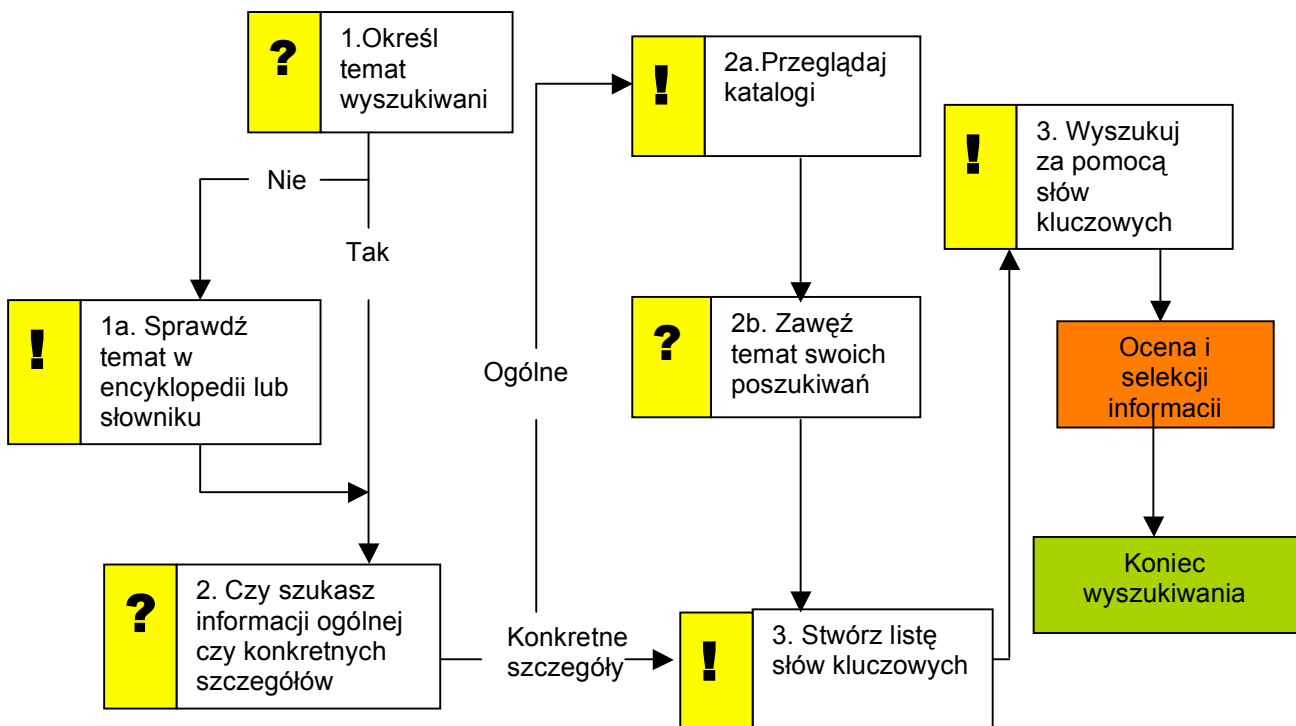 ?
1.Określ
temat
wyszukiwani
Nie
Tak
!
1a. Sprawdź
temat w
encyklopedii lub
słowniku
?
2. Czy szukasz
informacji ogólnej
czy konkretnych
szczegółów
Ogólne
Konkretne
szczegóły
!
2a.Przeglądaj
katalogi
?
2b. Zawęź
temat swoich
poszukiwań
!
3. Stwórz listę
słów kluczowych
!
3. Wyszukuj
za pomocą
słów
kluczowych
Ocena i
selekcji
informacii
Koniec
wyszukiwania